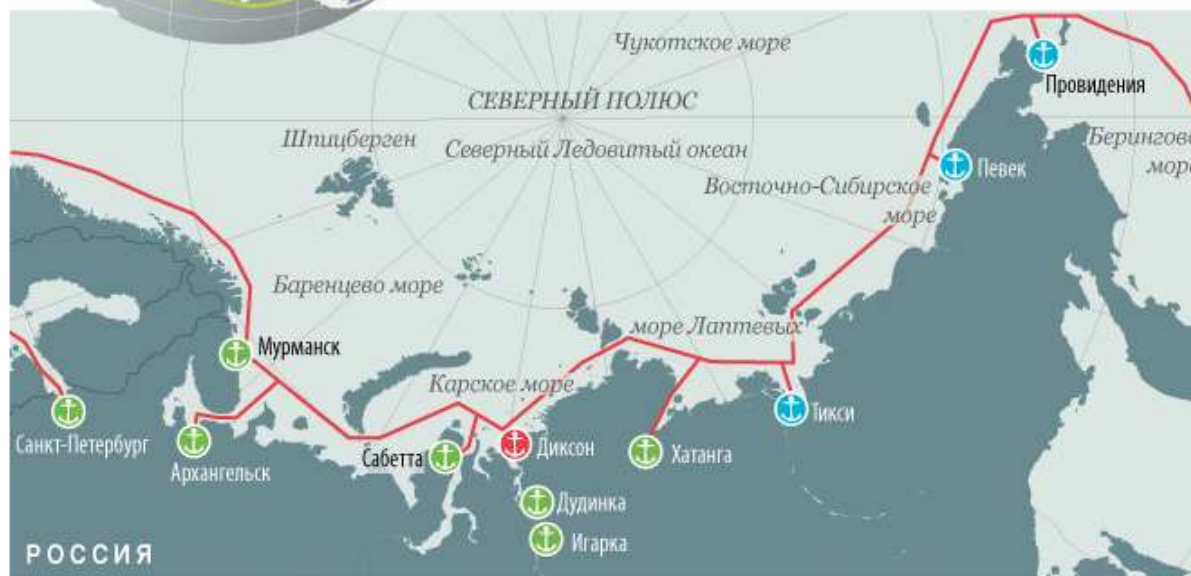 Чукотское море
Провидения
СЕВЕРНЫЙ ПОЛЮС
Шпицберген
Северный Ледовитый океан
Певек
Восточно-Сибирское
море
море
Баренцево море
море Лаптевых
Мурманск
Карское море
Тикси
Санкт-Петербург
Архангельск
Сабетта
Диксон
Хатанга
Дудинка
Игарка
РОССИЯ